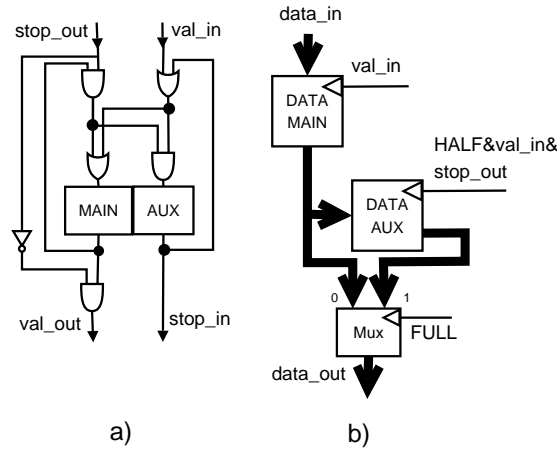 stop_out
val_in
MAIN
AUX
val_out
stop_in
a)
data_in
DATA
MAIN
val_in
HALF&val_in&
stop_out
DATA
AUX
0
1
Mux
FULL
data_out
b)